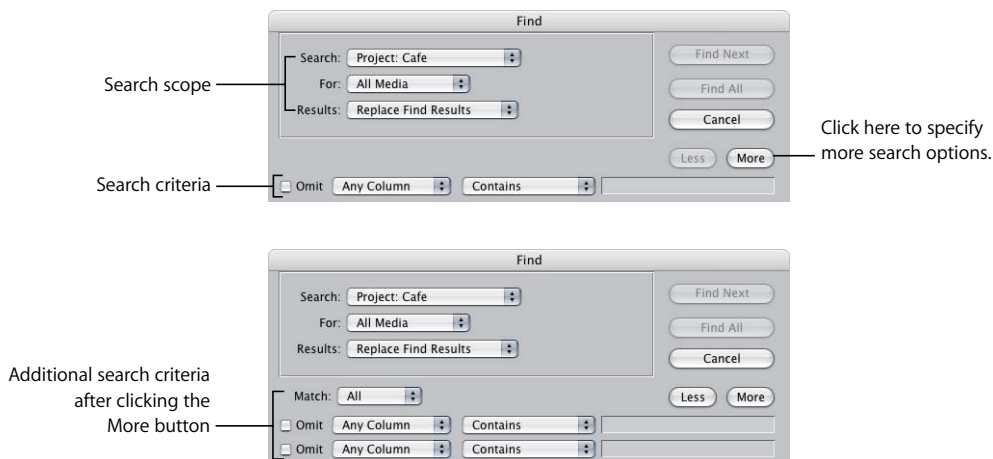 Find
Search: Project: Cafe
Find Next
Search scope
For: All Media
Find All
Results: Replace Find Results
Cancel
Click here to specify
more search options.
Less More
Search criteria
Omit Any Column Contains
Find
Search: Project: Cafe
Find Next
For: All Media
Find All
Results: Replace Find Results
Cancel
Additional search criteria
after clicking the
More button
Match: All
Less More
Omit Any Column Contains
Omit Any Column Contains